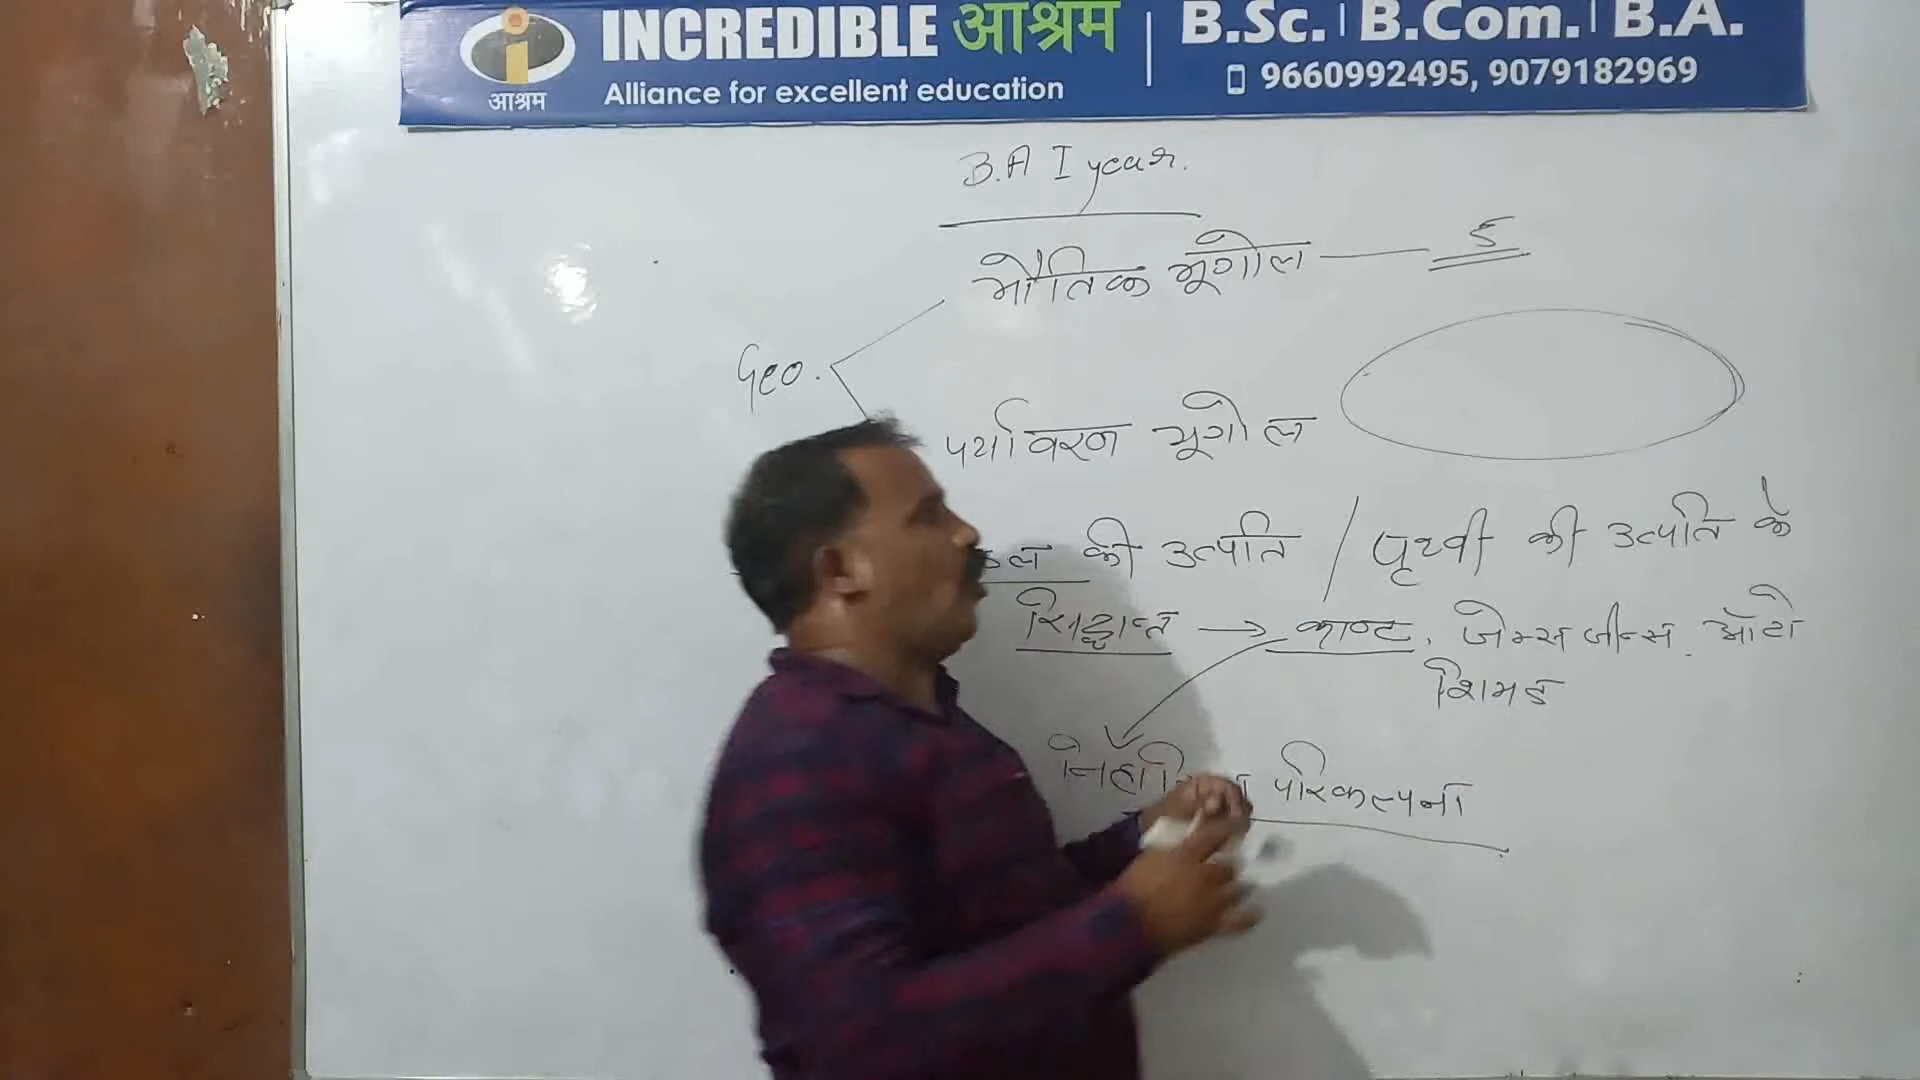 INCREDIBLE आश्रम
Alliance for excellent education
आश्रम
B.Sc. | B.Com. | B.A.
9660992495, 9079182969
B.A I year.
भौतिक भूगोल — 5
Geo.
पर्यावरण भूगोल
की उत्पति / पृथ्वी की उत्पति के
सिद्धान्त → काण्ट, जेम्स जीन्स, ऑटो
शिमड
परिकल्पना